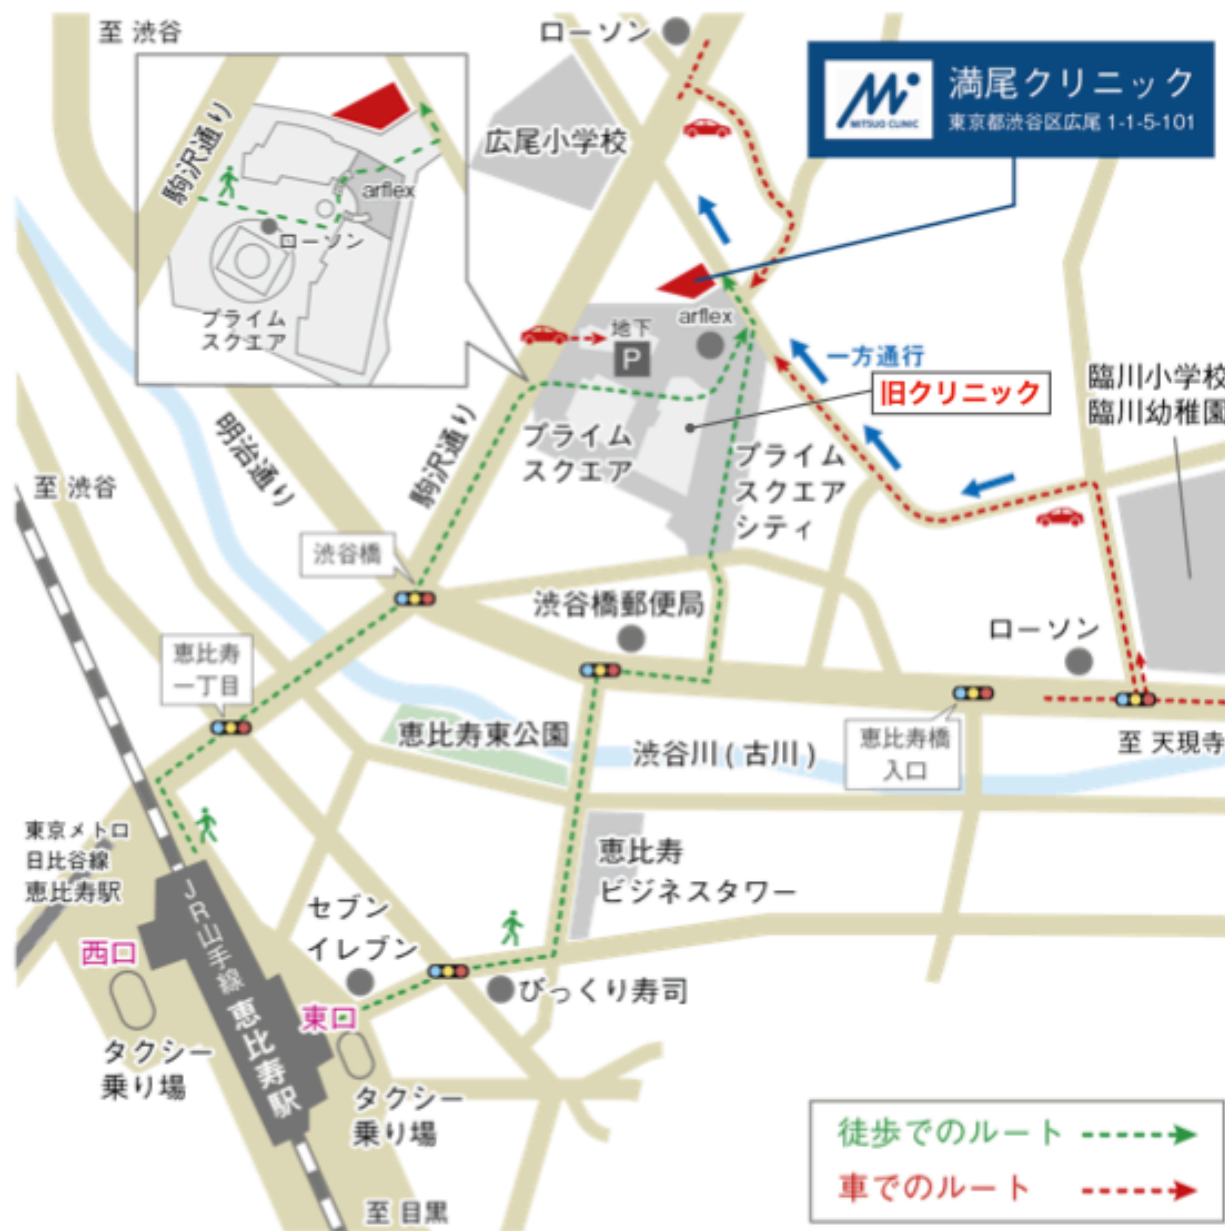 至 渋谷
ローソン
満尾クリニック
東京都渋谷区広尾 1-1-5-101
MITSUO CLINIC
駒沢通り
arflex
ローソン
プライム
スクエア
広尾小学校
地下
P
arflex
一方通行
旧クリニック
臨川小学校
臨川幼稚園
プライム
スクエア
プライム
スクエア
シティ
駒沢通り
明治通り
至 渋谷
渋谷橋
渋谷橋郵便局
ローソン
恵比寿
一丁目
恵比寿東公園
渋谷川 ( 古川 )
恵比寿橋
入口
至 天現寺
東京メトロ
日比谷線
恵比寿駅
恵比寿
ビジネスタワー
セブン
イレブン
JR山手線 恵比寿駅
西口
東口
びっくり寿司
タクシー
乗り場
タクシー
乗り場
至 目黒
徒歩でのルート
車でのルート